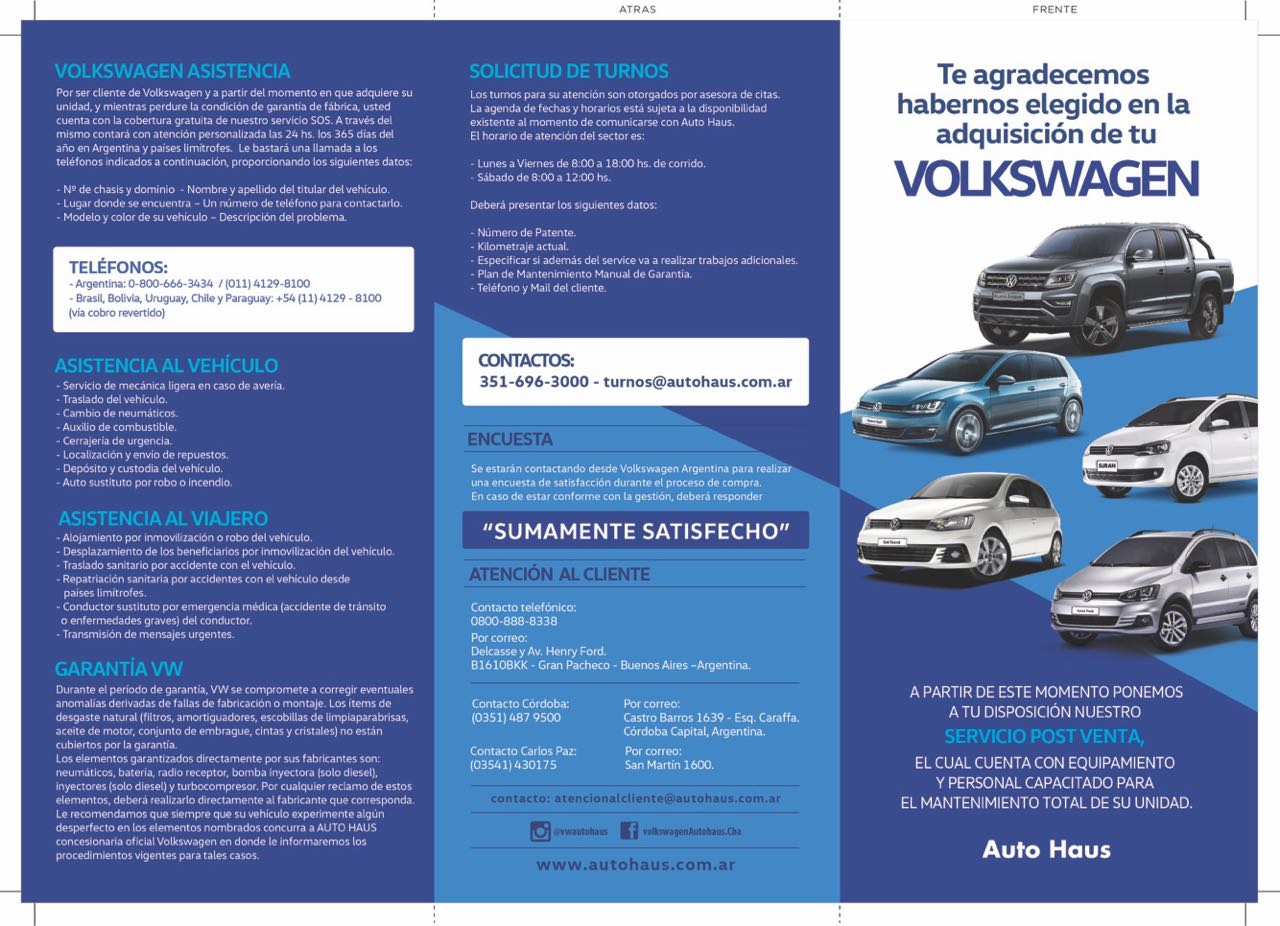 ATRAS
FRENTE
VOLKSWAGEN ASISTENCIA
Por ser cliente de Volkswagen y a partir del momento en que adquiere su
unidad, y mientras perdure la condición de garantía de fábrica, usted
cuenta con la cobertura gratuita de nuestro servicio SOS. A través del
mismo contará con atención personalizada las 24 hs. los 365 días del
año en Argentina y países limítrofes. Le bastará una llamada a los
teléfonos indicados a continuación, proporcionando los siguientes datos:
- Nº de chasis y dominio - Nombre y apellido del titular del vehículo.
- Lugar donde se encuentra – Un número de teléfono para contactarlo.
- Modelo y color de su vehículo – Descripción del problema.
TELÉFONOS:
- Argentina: 0-800-666-3434 / (011) 4129-8100
- Brasil, Bolivia, Uruguay, Chile y Paraguay: +54 (11) 4129 - 8100
(vía cobro revertido)
ASISTENCIA AL VEHÍCULO
- Servicio de mecánica ligera en caso de avería.
- Traslado del vehículo.
- Cambio de neumáticos.
- Auxilio de combustible.
- Cerrajería de urgencia.
- Localización y envío de repuestos.
- Depósito y custodia del vehículo.
- Auto sustituto por robo o incendio.
ASISTENCIA AL VIAJERO
- Alojamiento por inmovilización o robo del vehículo.
- Desplazamiento de los beneficiarios por inmovilización del vehículo.
- Traslado sanitario por accidente con el vehículo.
- Repatriación sanitaria por accidentes con el vehículo desde
países limítrofes.
- Conductor sustituto por emergencia médica (accidente de tránsito
o enfermedades graves) del conductor.
- Transmisión de mensajes urgentes.
GARANTÍA VW
Durante el período de garantía, VW se compromete a corregir eventuales
anomalías derivadas de fallas de fabricación o montaje. Los ítems de
desgaste natural (filtros, amortiguadores, escobillas de limpiaparabrisas,
aceite de motor, conjunto de embrague, cintas y cristales) no están
cubiertos por la garantía.
Los elementos garantizados directamente por sus fabricantes son:
neumáticos, batería, radio receptor, bomba inyectora (solo diesel),
inyectores (solo diesel) y turbocompresor. Por cualquier reclamo de estos
elementos, deberá realizarlo directamente al fabricante que corresponda.
Le recomendamos que siempre que su vehículo experimente algún
desperfecto en los elementos nombrados concurra a AUTO HAUS
concesionaria oficial Volkswagen en donde le informaremos los
procedimientos vigentes para tales casos.
SOLICITUD DE TURNOS
Los turnos para su atención son otorgados por asesora de citas.
La agenda de fechas y horarios está sujeta a la disponibilidad
existente al momento de comunicarse con Auto Haus.
El horario de atención del sector es:
- Lunes a Viernes de 8:00 a 18:00 hs. de corrido.
- Sábado de 8:00 a 12:00 hs.
Deberá presentar los siguientes datos:
- Número de Patente.
- Kilometraje actual.
- Especificar si además del service va a realizar trabajos adicionales.
- Plan de Mantenimiento Manual de Garantía.
- Teléfono y Mail del cliente.
CONTACTOS:
351-696-3000 - turnos@autohaus.com.ar
ENCUESTA
Se estarán contactando desde Volkswagen Argentina para realizar
una encuesta de satisfacción durante el proceso de compra.
En caso de estar conforme con la gestión, deberá responder
“SUMAMENTE SATISFECHO”
ATENCIÓN AL CLIENTE
Contacto telefónico:
0800-888-8338
Por correo:
Delcasse y Av. Henry Ford.
B1610BKK - Gran Pacheco - Buenos Aires –Argentina.
Contacto Córdoba:
(0351) 487 9500
Por correo:
Castro Barros 1639 - Esq. Caraffa.
Córdoba Capital, Argentina.
Contacto Carlos Paz:
(03541) 430175
Por correo:
San Martín 1600.
contacto: atencionalcliente@autohaus.com.ar
@vwautohaus
volkswagenAutohaus.Cba
www.autohaus.com.ar
Te agradecemos
habernos elegido en la
adquisición de tu
VOLKSWAGEN
SURAN
A PARTIR DE ESTE MOMENTO PONEMOS
A TU DISPOSICIÓN NUESTRO
SERVICIO POST VENTA,
EL CUAL CUENTA CON EQUIPAMIENTO
Y PERSONAL CAPACITADO PARA
EL MANTENIMIENTO TOTAL DE SU UNIDAD.
Auto Haus